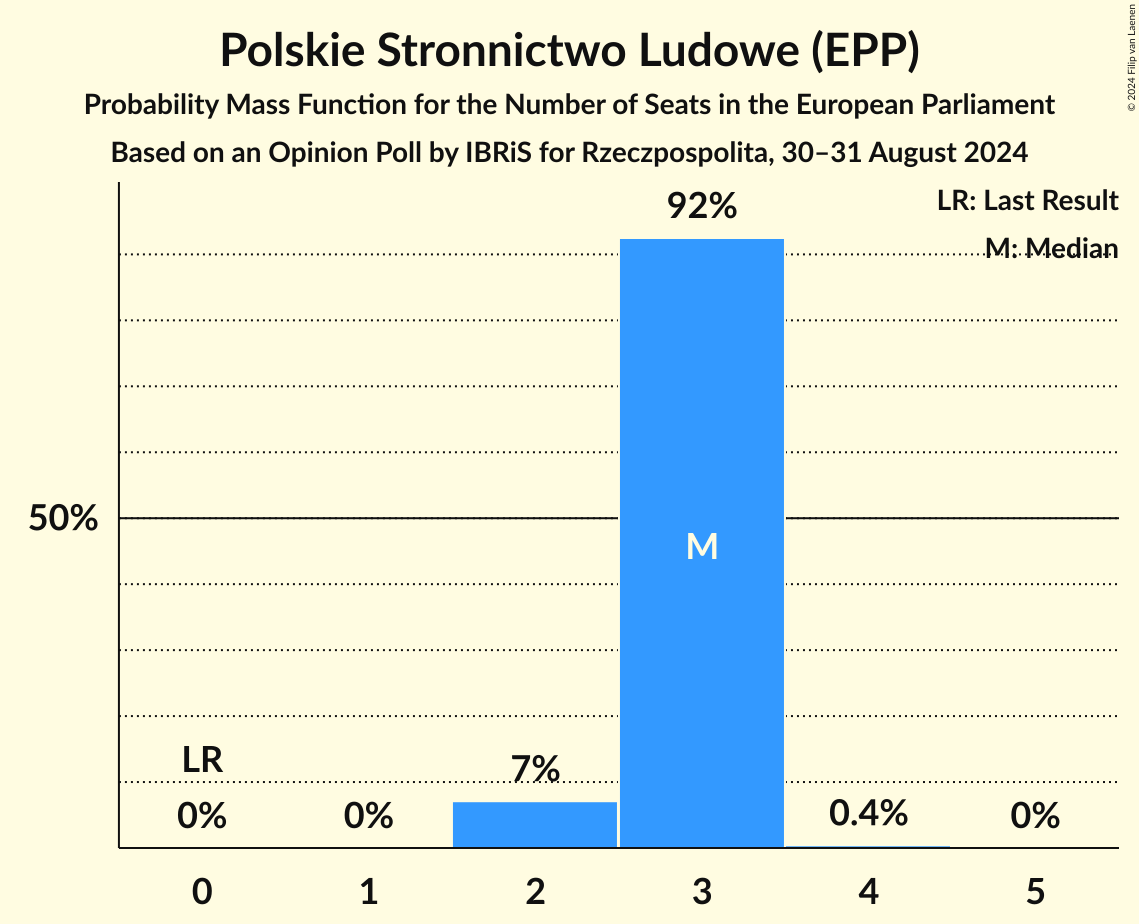 Polskie Stronnictwo Ludowe (EPP)
Probability Mass Function for the Number of Seats in the European Parliament
Based on an Opinion Poll by IBRiS for Rzeczpospolita, 30–31 August 2024
© 2024 Filip van Laenen
LR: Last Result
M: Median
92%
50%
M
LR
7%
0%
0%
0.4%
0%
0
1
2
3
4
5